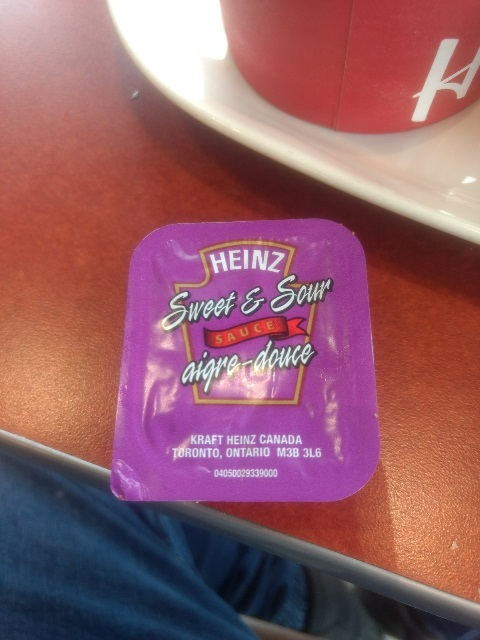 H
HEINZ
Sweet & Sour
SAUCE
aigre-douce
KRAFT HEINZ CANADA
TORONTO, ONTARIO M3B 3L6
04050029339000